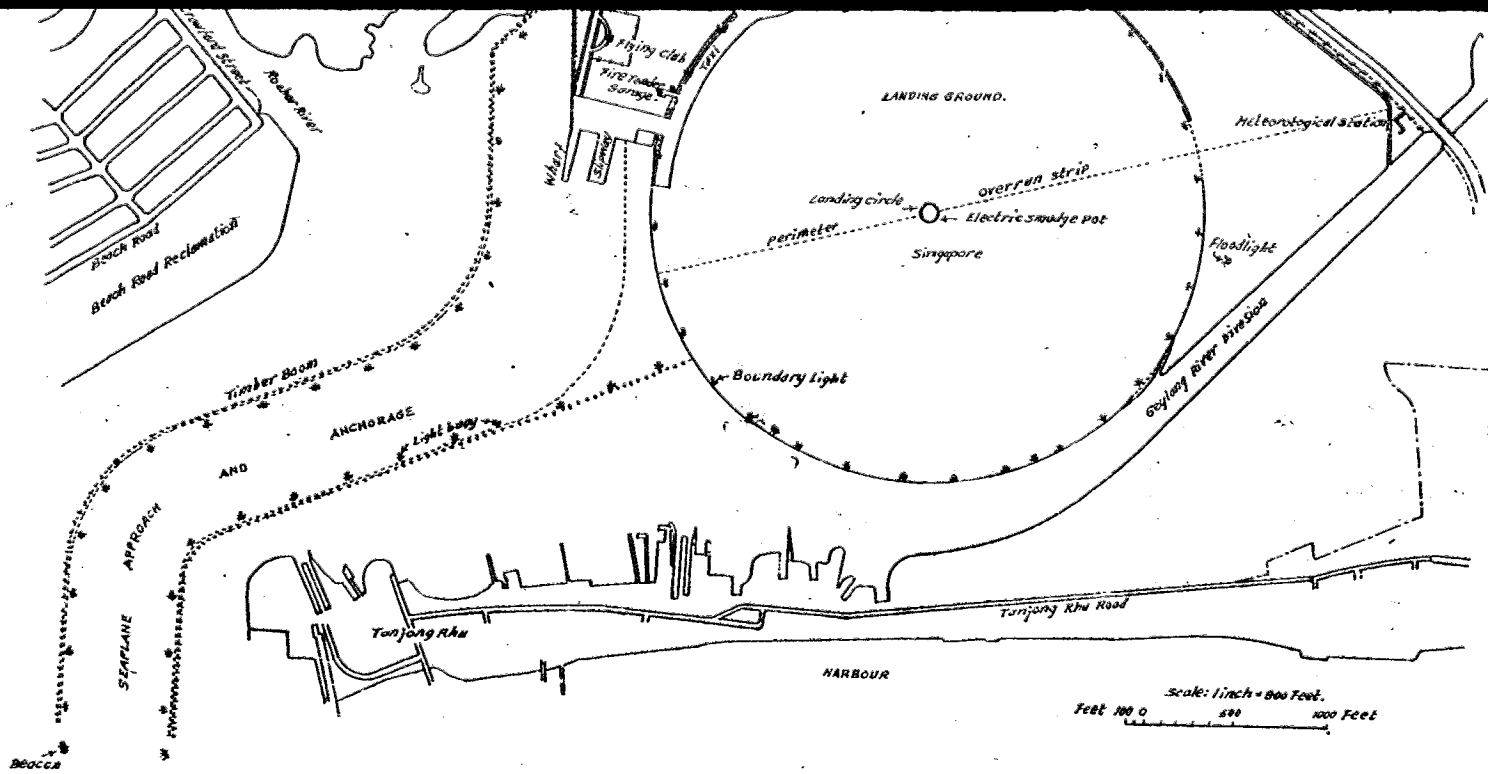 Crawford Street
Rochor River
Flying Club
Fire Tender
Garage.
Taxi
LANDING GROUND.
Meteorological Station
Wharf
Slipway
overrun strip
Landing circle
Electric smudge pot
perimeter
Singapore
Floodlight
Beach Road
Beach Road Reclamation
Timber Boom
Boundary Light
Geylang River Diversion
ANCHORAGE
Light buoy
AND
APPROACH
SEAPLANE
Tanjong Rhu
Tanjong Rhu Road
HARBOUR
Scale: 1 inch = 800 Feet.
Feet 100 0 500 1000 Feet
Beacon